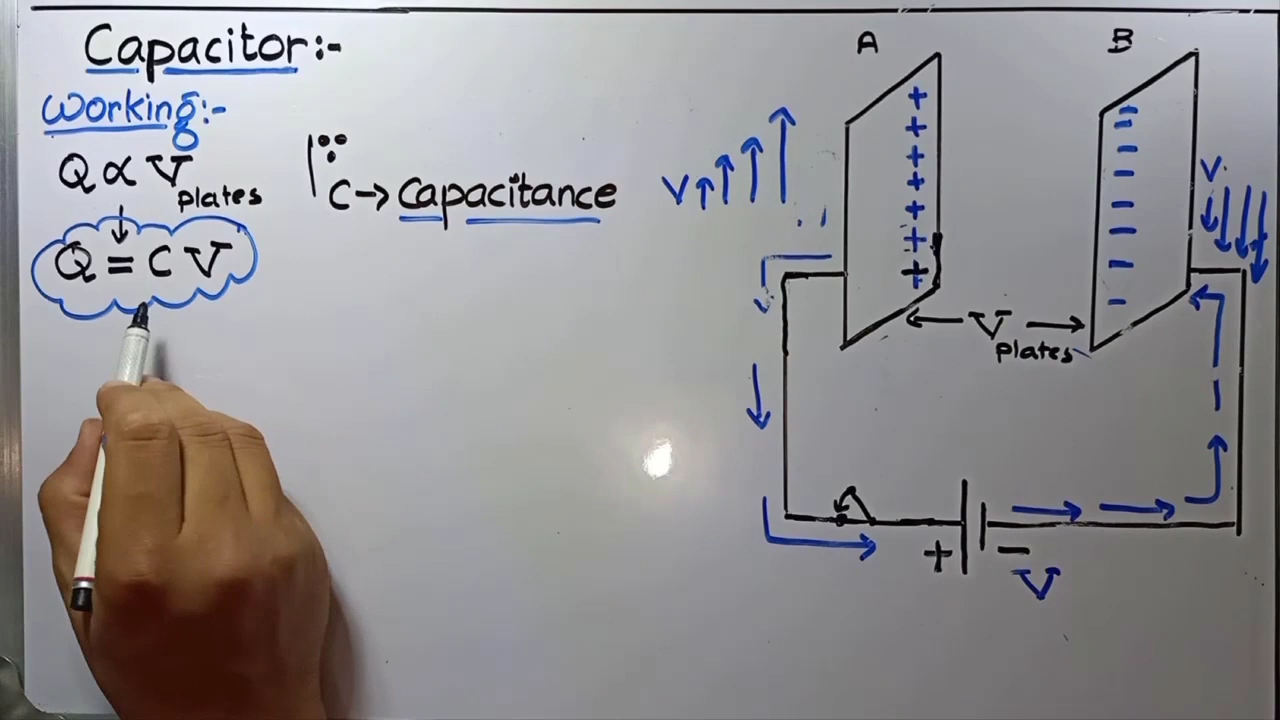 Capacitor:-
Working:-
Q ∝ V plates
Q = C V
∵ C → Capacitance
A
B
V
V
V plates
+ −
V